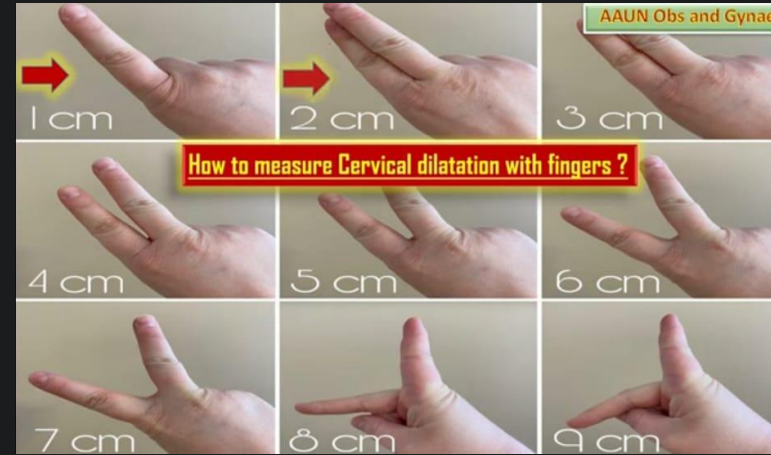 AAUN Obs and Gynae
1 cm
2 cm
3 cm
How to measure Cervical dilatation with fingers ?
4 cm
5 cm
6 cm
7 cm
8 cm
9 cm